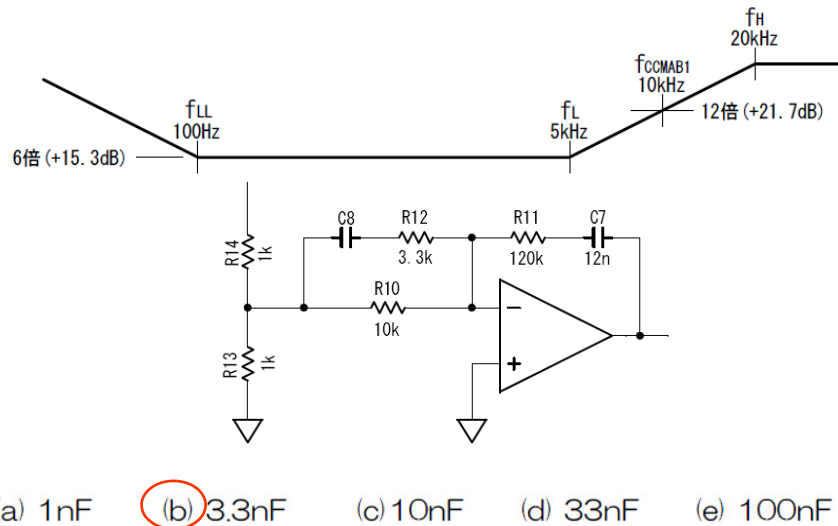 fH
20kHz
fCCMAB1
10kHz
fLL
100Hz
fL
5kHz
12倍(+21.7dB)
6倍(+15.3dB)
C8
R12
3.3k
R11
120k
C7
12n
R14
1k
R10
10k
R13
1k
−
+
a) 1nF (b) 3.3nF (c) 10nF (d) 33nF (e) 100nF